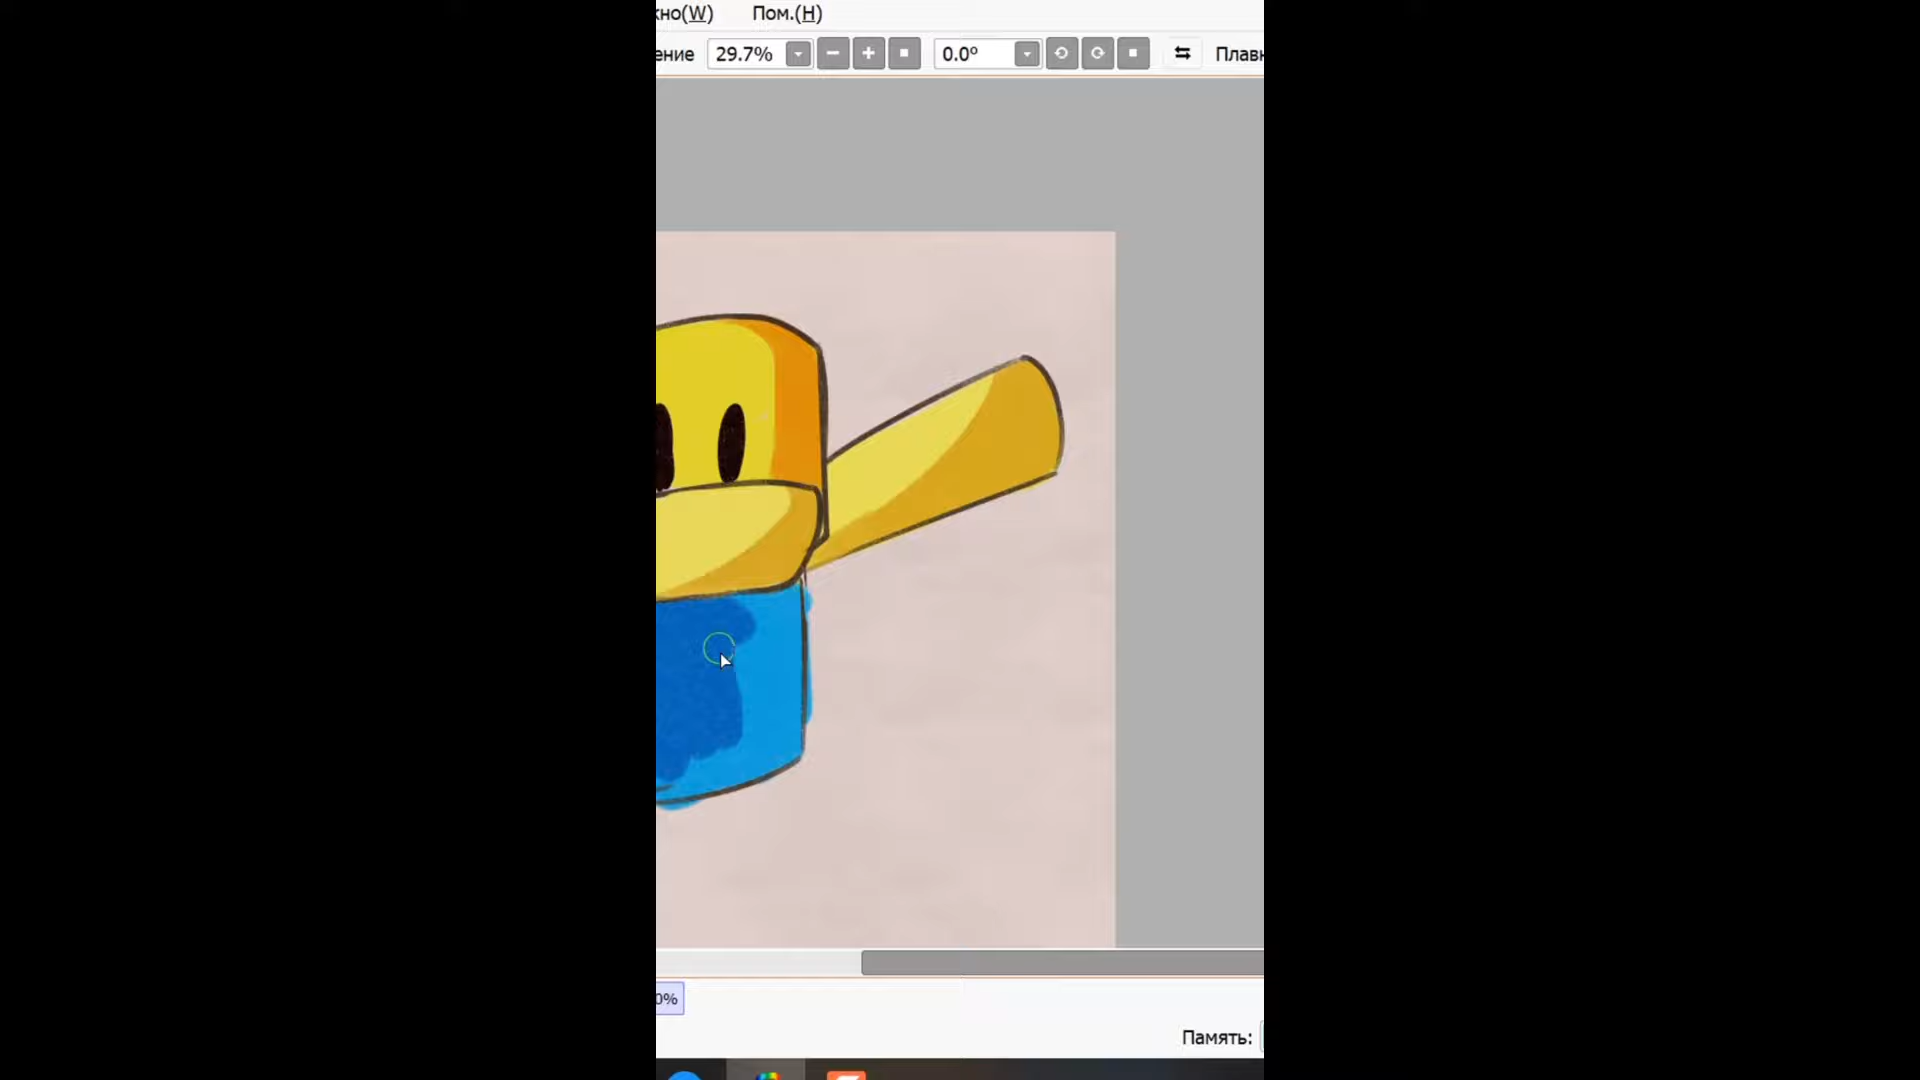 кно(W) Пом.(H)
ение 29.7% 0.0° Плавн
0%
Память: